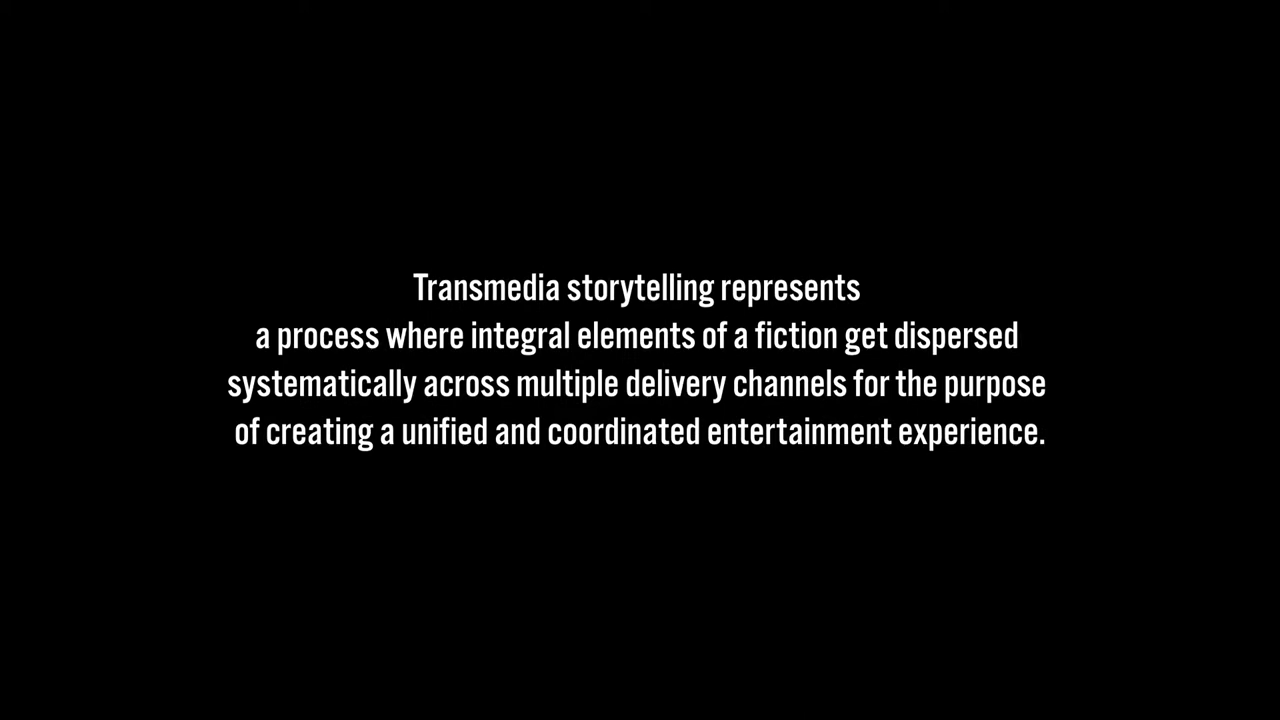 Transmedia storytelling represents
a process where integral elements of a fiction get dispersed
systematically across multiple delivery channels for the purpose
of creating a unified and coordinated entertainment experience.